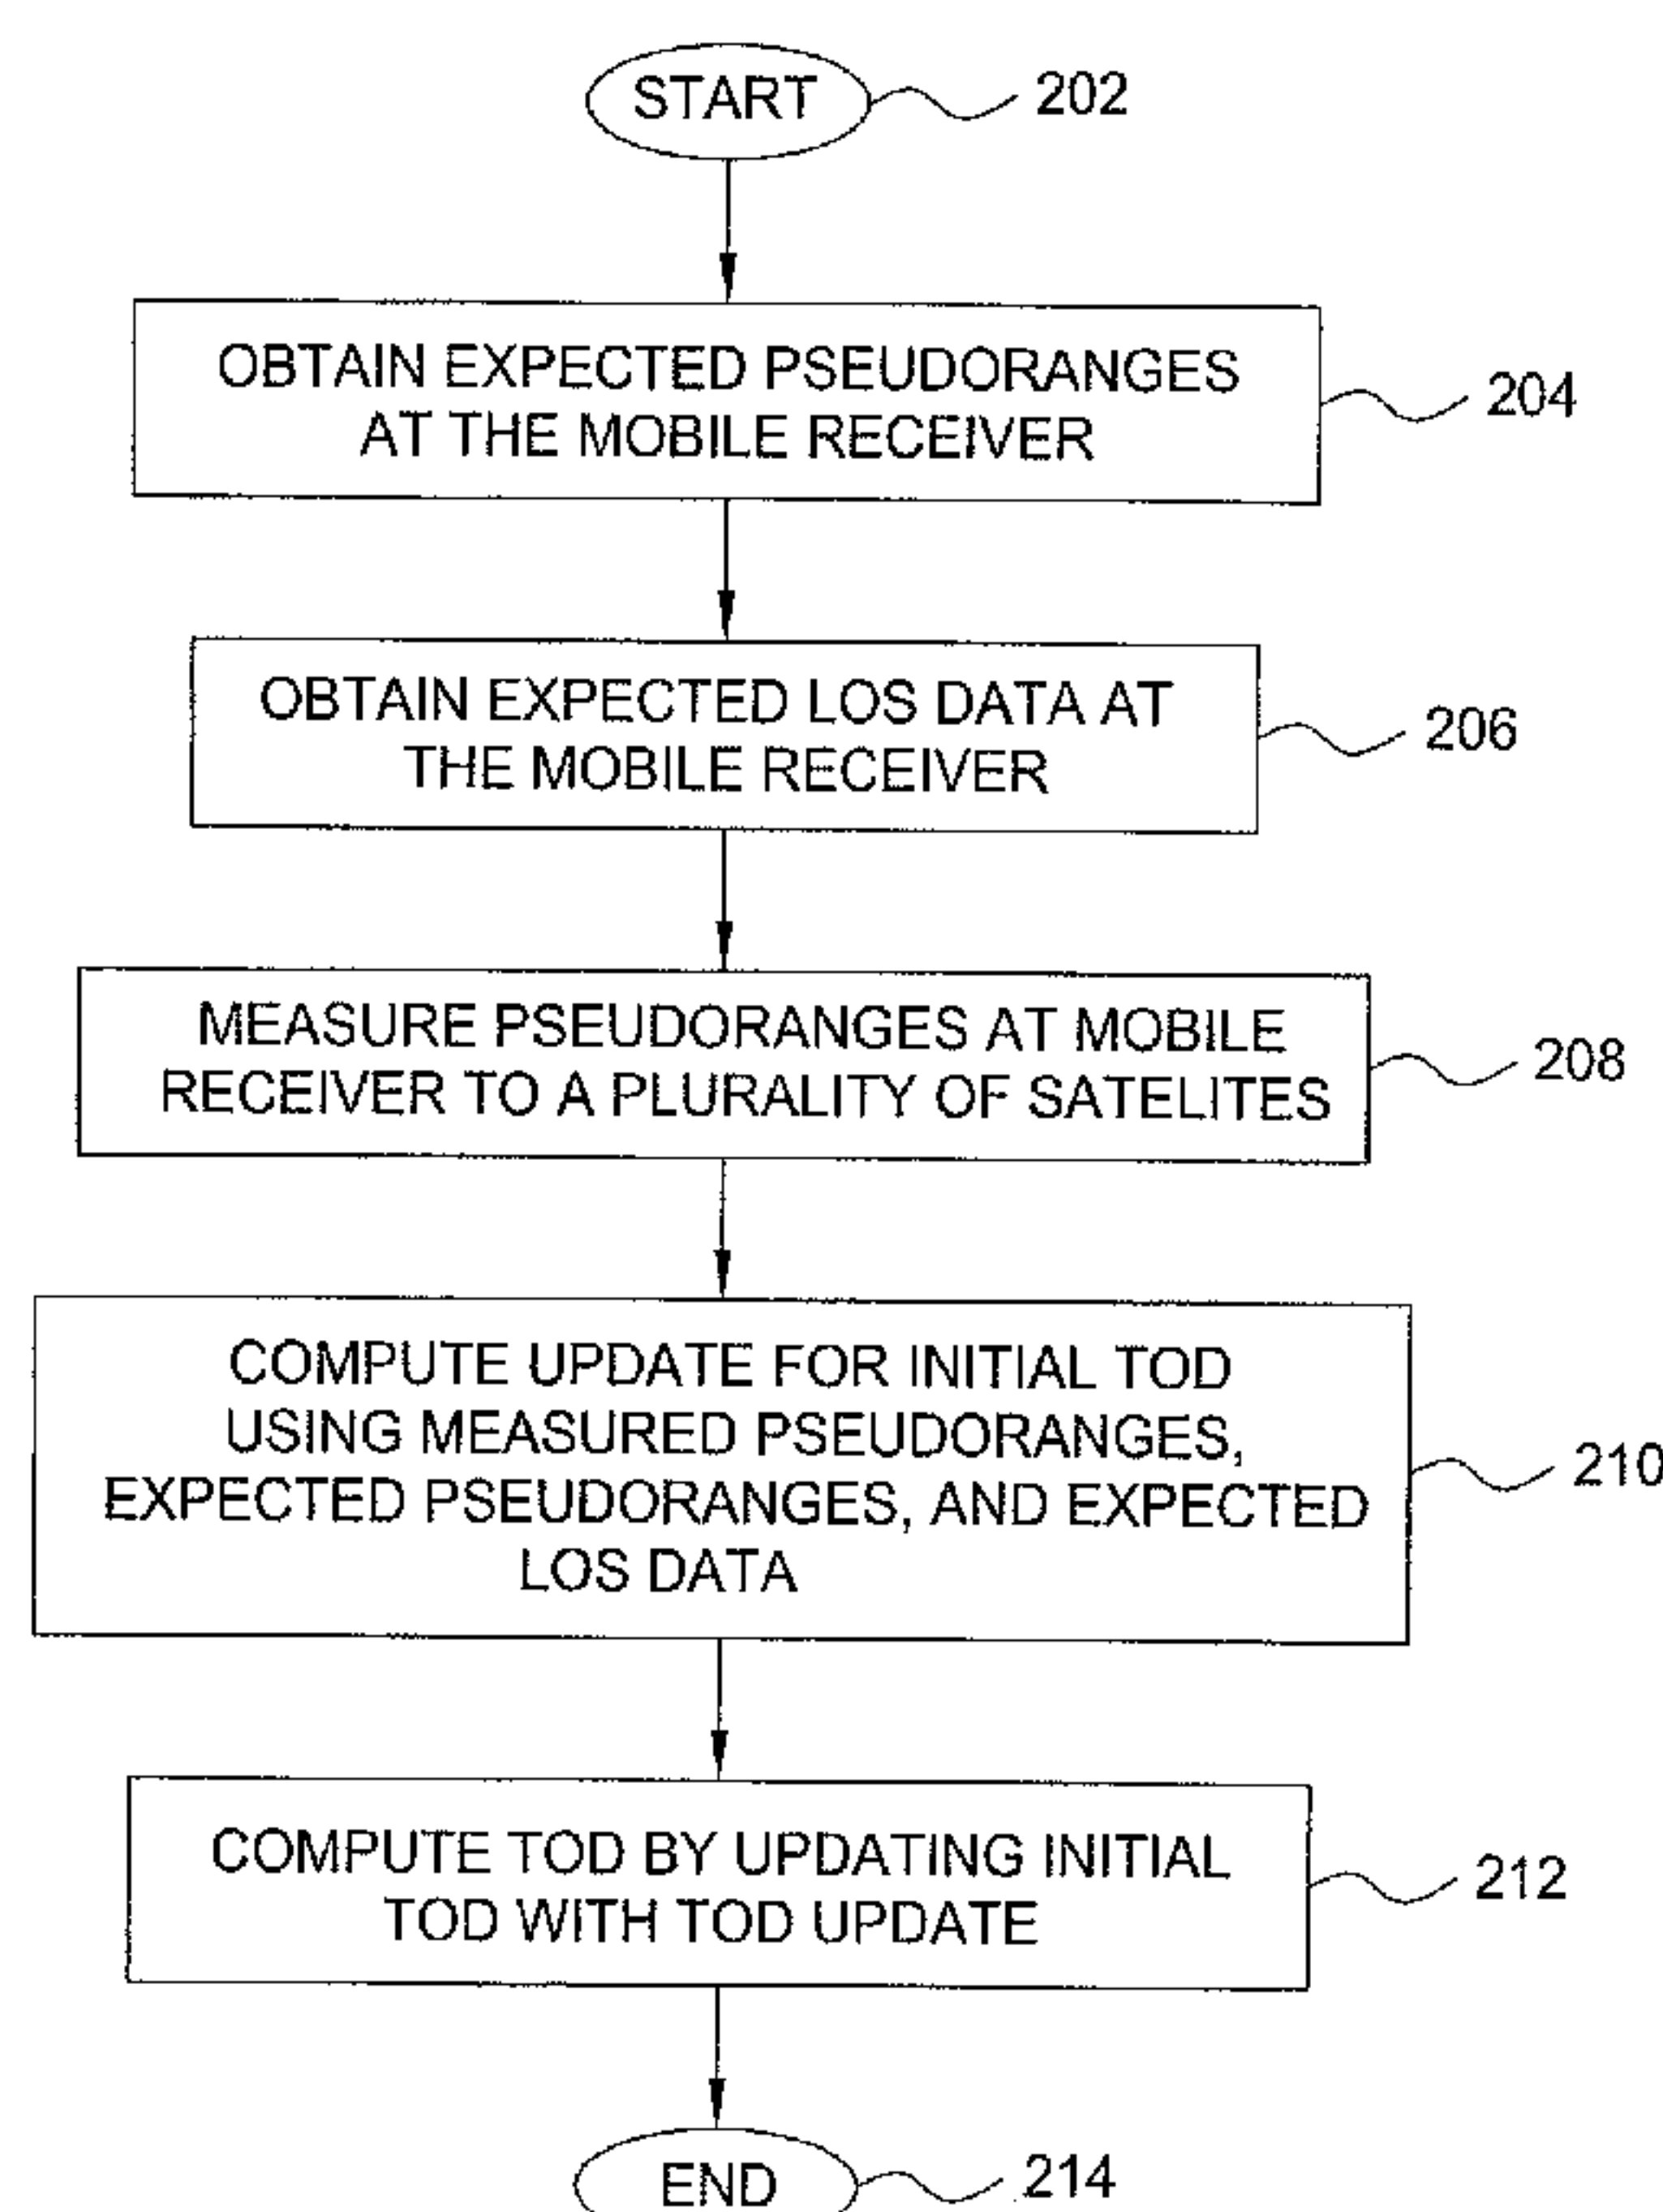 START
202
OBTAIN EXPECTED PSEUDORANGES
AT THE MOBILE RECEIVER
204
OBTAIN EXPECTED LOS DATA AT
THE MOBILE RECEIVER
206
MEASURE PSEUDORANGES AT MOBILE
RECEIVER TO A PLURALITY OF SATELITES
208
COMPUTE UPDATE FOR INITIAL TOD
USING MEASURED PSEUDORANGES,
EXPECTED PSEUDORANGES, AND EXPECTED
LOS DATA
210
COMPUTE TOD BY UPDATING INITIAL
TOD WITH TOD UPDATE
212
END
214